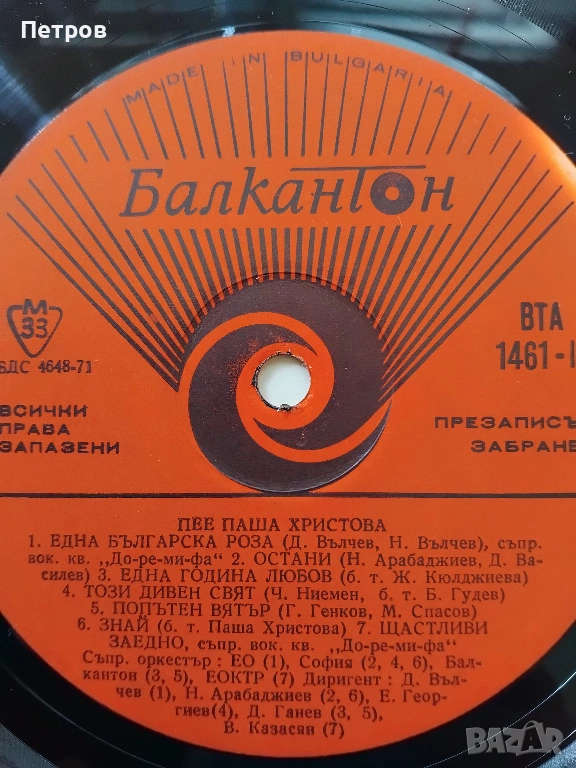 Петров
MADE IN BULGARIA
Балкантон
М
33
БДС 4648-71
ВТА
1461-I
ВСИЧКИ
ПРАВА
ЗАПАЗЕНИ
ПРЕЗАПИСЪ
ЗАБРАНЕ
ПЕЕ ПАША ХРИСТОВА
1. ЕДНА БЪЛГАРСКА РОЗА (Д. Вълчев, Н. Вълчев), съпр.
вок. кв. „До-ре-ми-фа“ 2. ОСТАНИ (Н. Арабаджиев, Д. Ва-
силев) 3. ЕДНА ГОДИНА ЛЮБОВ (б. т. Ж. Кюлджиева)
4. ТОЗИ ДИВЕН СВЯТ (Ч. Ниемен, б. т. Б. Гудев)
5. ПОПЪТЕН ВЯТЪР (Г. Генков, М. Спасов)
6. ЗНАЙ (б. т. Паша Христова) 7. ЩАСТЛИВИ
ЗАЕДНО, съпр. вок. кв. „До-ре-ми-фа“
Съпр. оркестър: ЕО (1), София (2, 4, 6), Бал-
кантон (3, 5), ЕОКТР (7) Диригент: Д. Въл-
чев (1), Н. Арабаджиев (2, 6), Е. Геор-
гиев(4), Д. Ганев (3, 5),
В. Казасян (7)
BAZAR